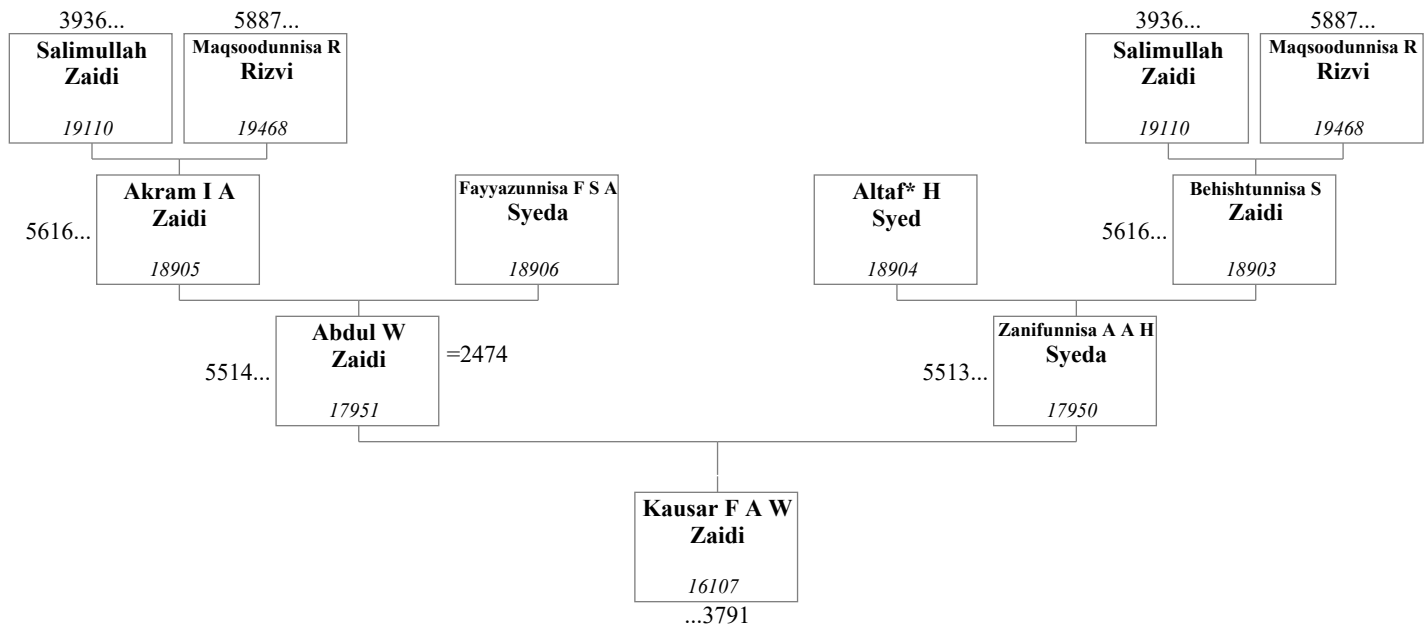 3936...
5887...
3936...
5887...
Salimullah
Zaidi
19110
Maqsoodunnisa R
Rizvi
19468
Salimullah
Zaidi
19110
Maqsoodunnisa R
Rizvi
19468
5616...
Akram I A
Zaidi
18905
Fayyazunnisa F S A
Syeda
18906
Altaf* H
Syed
18904
5616...
Behishtunnisa S
Zaidi
18903
5514...
Abdul W
Zaidi
17951
=2474
5513...
Zanifunnisa A A H
Syeda
17950
Kausar F A W
Zaidi
16107
...3791